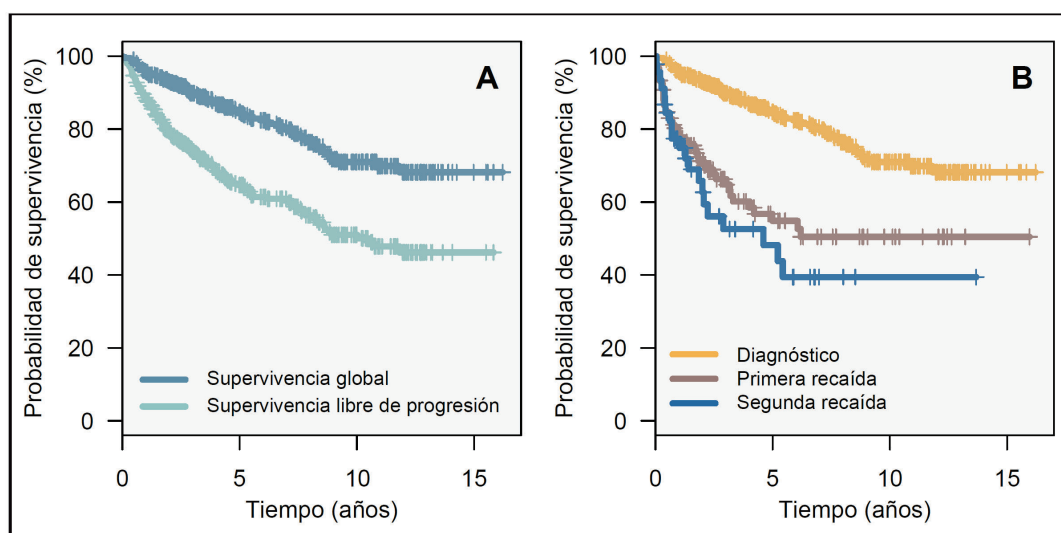 A
Probabilidad de supervivencia (%)
100
80
60
40
20
0
Supervivencia global
Supervivencia libre de progresión
0 5 10 15
Tiempo (años)
B
Probabilidad de supervivencia (%)
100
80
60
40
20
0
Diagnóstico
Primera recaída
Segunda recaída
0 5 10 15
Tiempo (años)